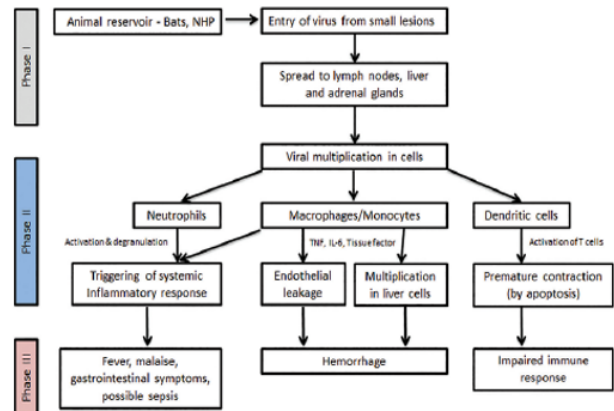 Phase I
Animal reservoir - Bats, NHP
Entry of virus from small lesions
Spread to lymph nodes, liver
and adrenal glands
Phase II
Viral multiplication in cells
Neutrophils
Macrophages/Monocytes
Dendritic cells
Activation & degranulation
TNF, IL-6, Tissue factor
Activation of T cells
Triggering of systemic
Inflammatory response
Endothelial
leakage
Multiplication
in liver cells
Premature contraction
(by apoptosis)
Phase III
Fever, malaise,
gastrointestinal symptoms,
possible sepsis
Hemorrhage
Impaired immune
response